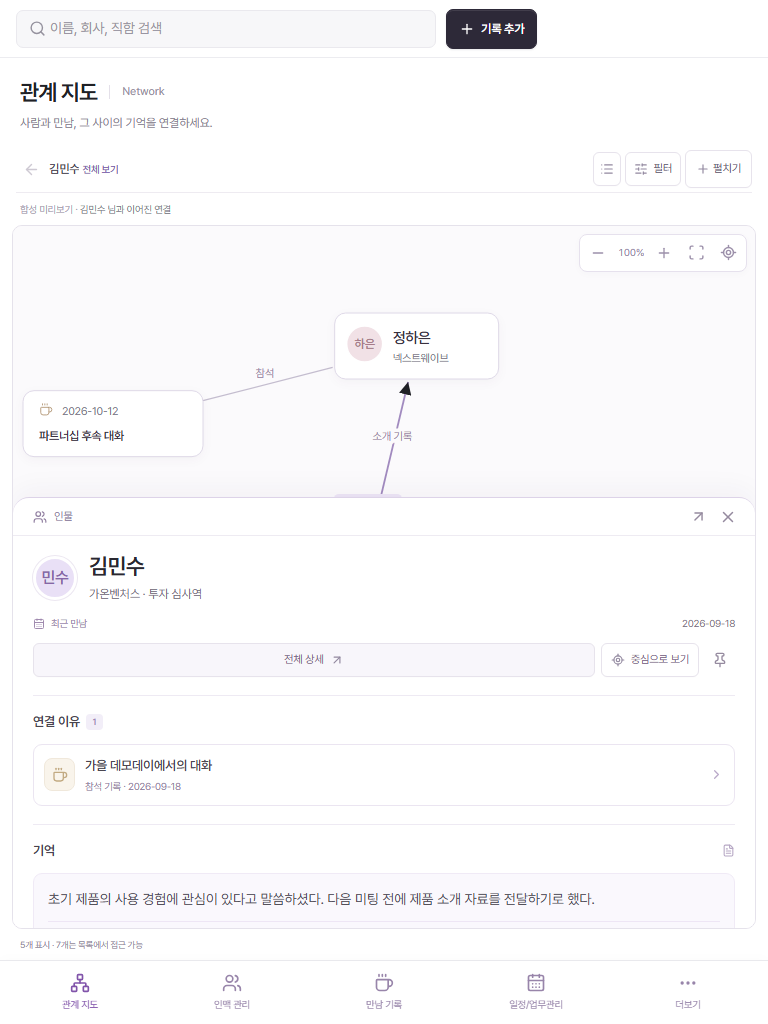 이름, 회사, 직함 검색
기록 추가
관계 지도
Network
사람과 만남, 그 사이의 기억을 연결하세요.
김민수 전체 보기
필터
펼치기
합성 미리보기 · 김민수 님과 이어진 연결
100%
하은
정하은
넥스트웨이브
참석
2026-10-12
파트너십 후속 대화
소개 기록
인물
민수
김민수
가온벤처스 · 투자 심사역
최근 만남
2026-09-18
전체 상세
중심으로 보기
연결 이유
1
가을 데모데이에서의 대화
참석 기록 · 2026-09-18
기억
초기 제품의 사용 경험에 관심이 있다고 말씀하셨다. 다음 미팅 전에 제품 소개 자료를 전달하기로 했다.
5개 표시 · 7개는 목록에서 접근 가능
관계 지도
인맥 관리
만남 기록
일정/업무관리
더보기